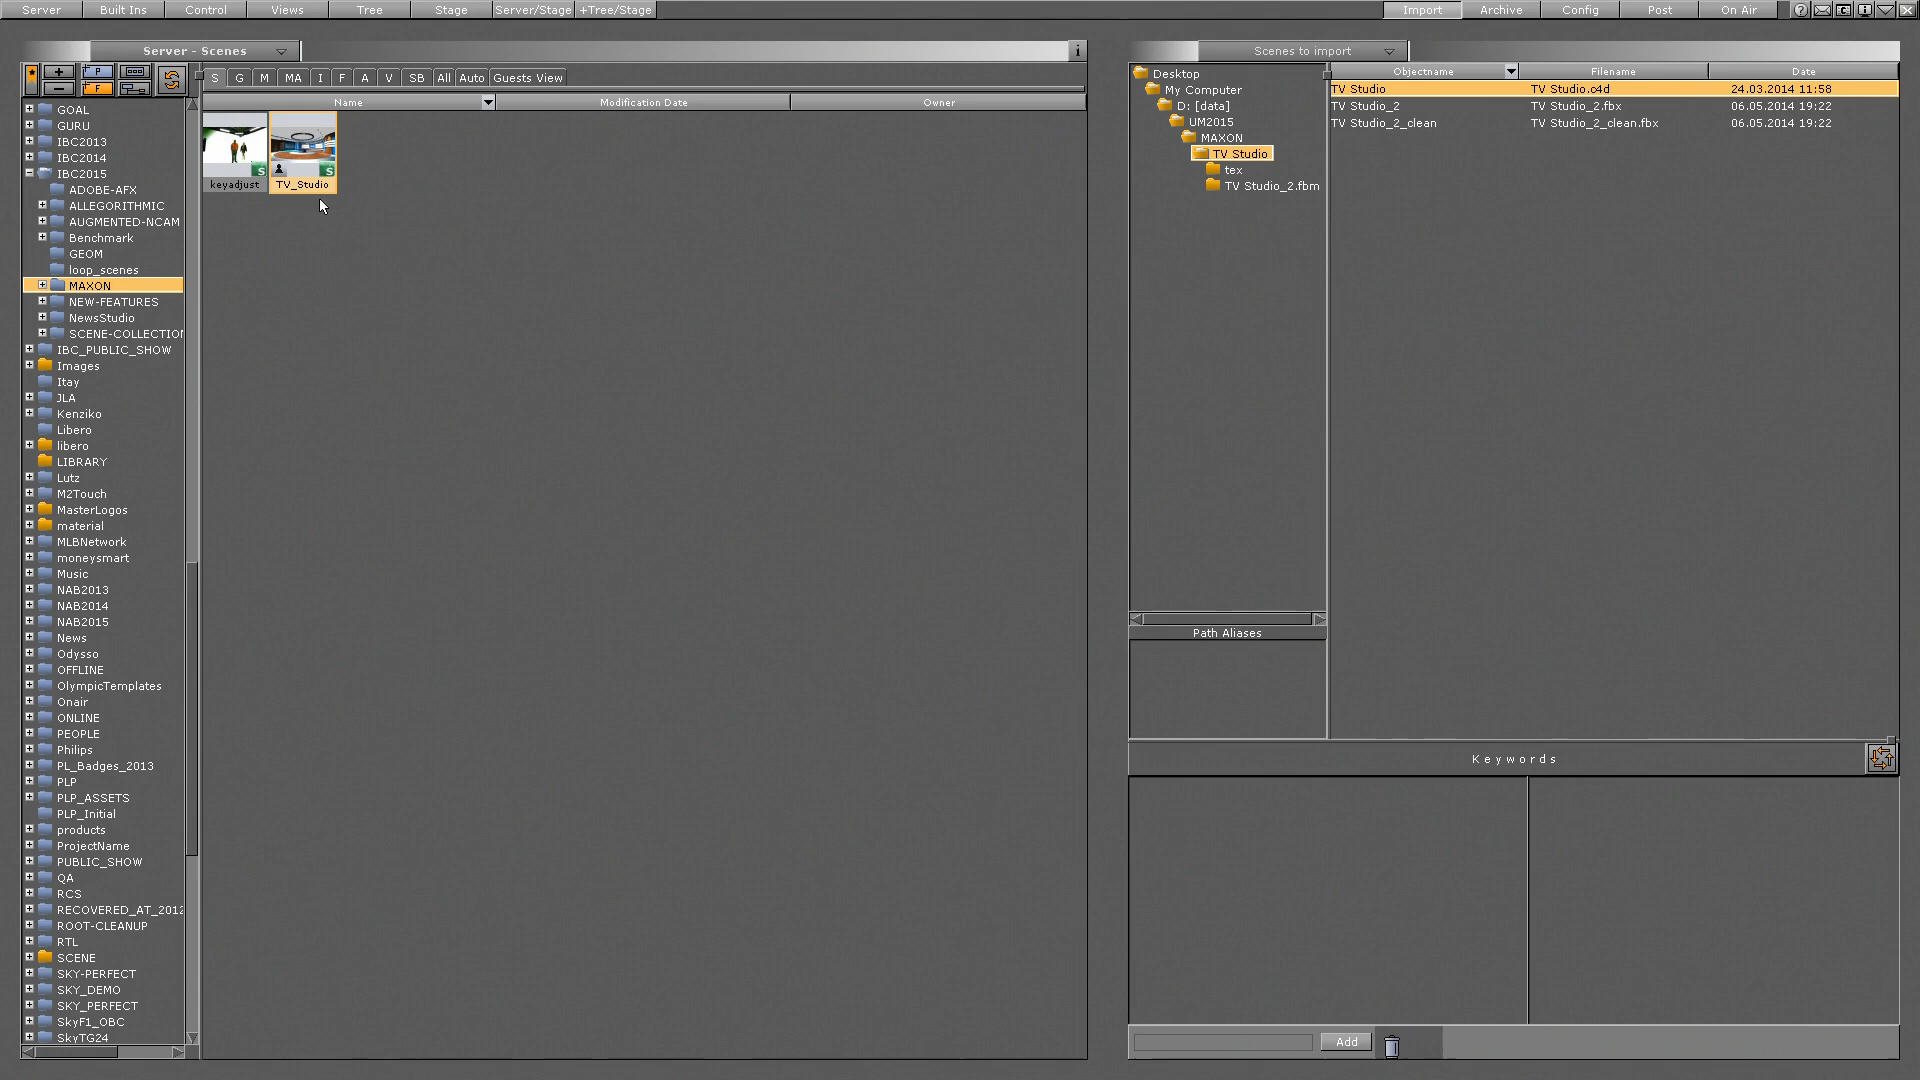 Server Built Ins Control Views Tree Stage Server/Stage +Tree/Stage Import Archive Config Post On Air
Server - Scenes
S G M MA I F A V SB All Auto Guests View
Name Modification Date Owner
keyadjust TV_Studio
GOAL
GURU
IBC2013
IBC2014
IBC2015
ADOBE-AFX
ALLEGORITHMIC
AUGMENTED-NCAM
Benchmark
GEOM
loop_scenes
MAXON
NEW-FEATURES
NewsStudio
SCENE-COLLECTION
IBC_PUBLIC_SHOW
Images
Itay
JLA
Kenziko
Libero
libero
LIBRARY
Lutz
M2Touch
MasterLogos
material
MLBNetwork
moneysmart
Music
NAB2013
NAB2014
NAB2015
News
Odysso
OFFLINE
OlympicTemplates
Onair
ONLINE
PEOPLE
Philips
PL_Badges_2013
PLP
PLP_ASSETS
PLP_Initial
products
ProjectName
PUBLIC_SHOW
QA
RCS
RECOVERED_AT_2012
ROOT-CLEANUP
RTL
SCENE
SKY-PERFECT
SKY_DEMO
SKY_PERFECT
SkyF1_OBC
SkyTG24
Scenes to import
Desktop
My Computer
D: [data]
UM2015
MAXON
TV Studio
tex
TV Studio_2.fbm
Path Aliases
Objectname Filename Date
TV Studio TV Studio.c4d 24.03.2014 11:58
TV Studio_2 TV Studio_2.fbx 06.05.2014 19:22
TV Studio_2_clean TV Studio_2_clean.fbx 06.05.2014 19:22
Keywords
Add